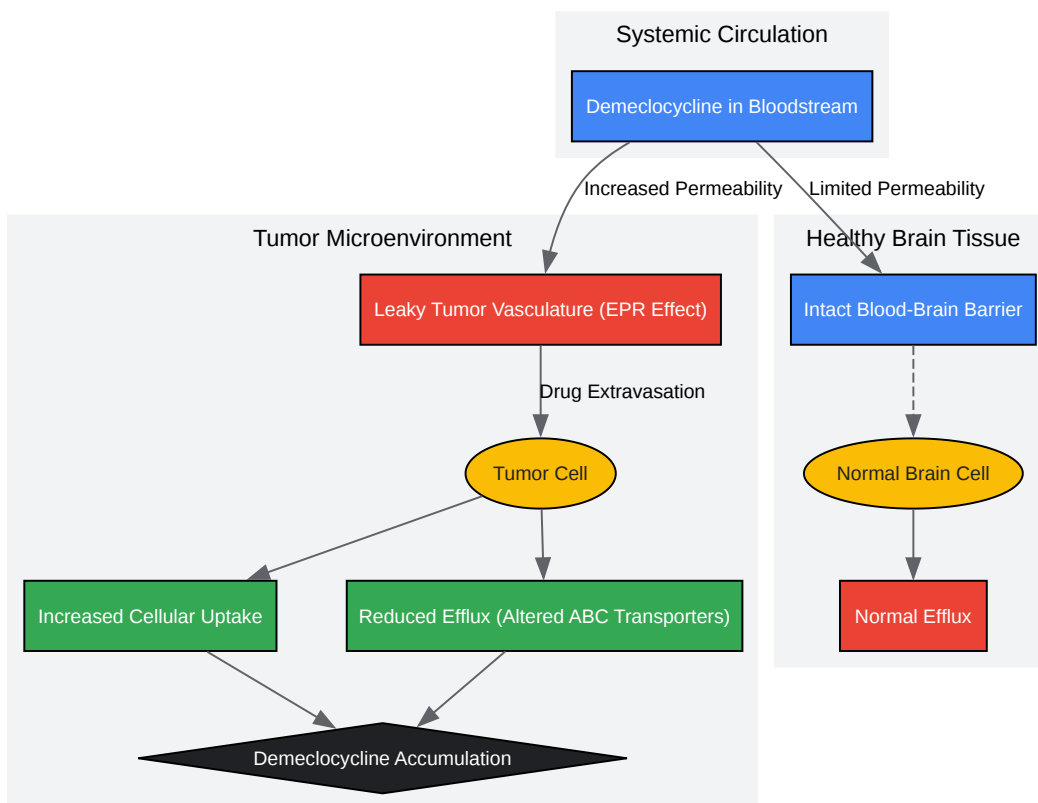 Systemic Circulation
Demeclocycline in Bloodstream
Increased Permeability
Limited Permeability
Tumor Microenvironment
Healthy Brain Tissue
Leaky Tumor Vasculature (EPR Effect)
Intact Blood-Brain Barrier
Drug Extravasation
Tumor Cell
Normal Brain Cell
Increased Cellular Uptake
Reduced Efflux (Altered ABC Transporters)
Normal Efflux
Demeclocycline Accumulation